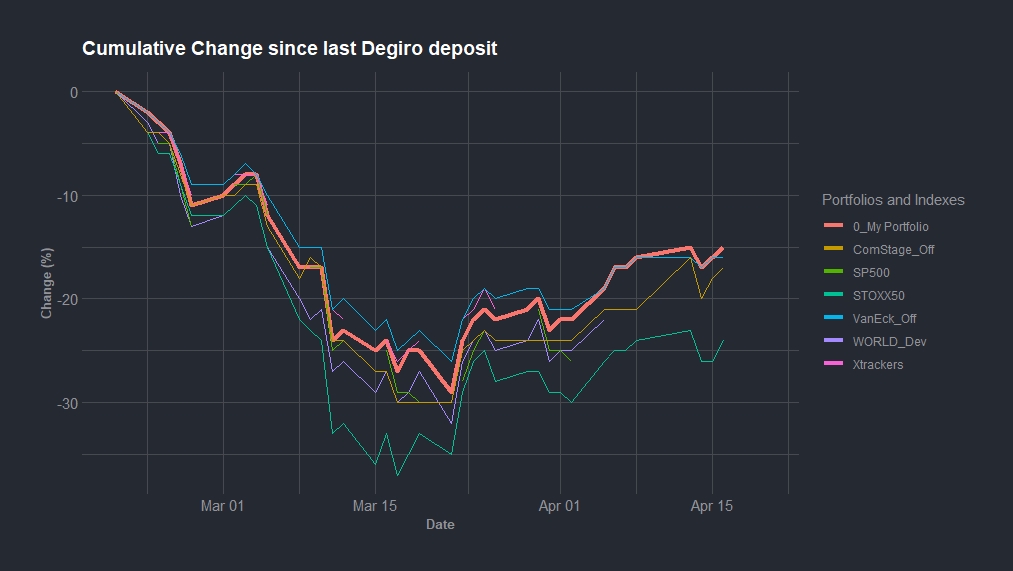 Cumulative Change since last Degiro deposit
0
-10
-20
-30
Change (%)
Mar 01
Mar 15
Apr 01
Apr 15
Date
Portfolios and Indexes
0_My Portfolio
ComStage_Off
SP500
STOXX50
VanEck_Off
WORLD_Dev
Xtrackers